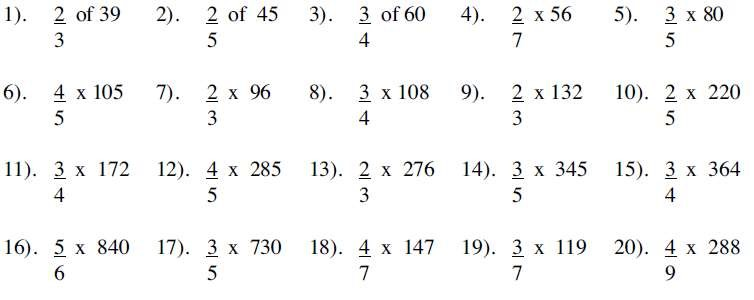 1). 2 of 39 2). 2 of 45 3). 3 of 60 4). 2 x 56 5). 3 x 80
3 5 4 7 5
6). 4 x 105 7). 2 x 96 8). 3 x 108 9). 2 x 132 10). 2 x 220
5 3 4 3 5
11). 3 x 172 12). 4 x 285 13). 2 x 276 14). 3 x 345 15). 3 x 364
4 5 3 5 4
16). 5 x 840 17). 3 x 730 18). 4 x 147 19). 3 x 119 20). 4 x 288
6 5 7 7 9